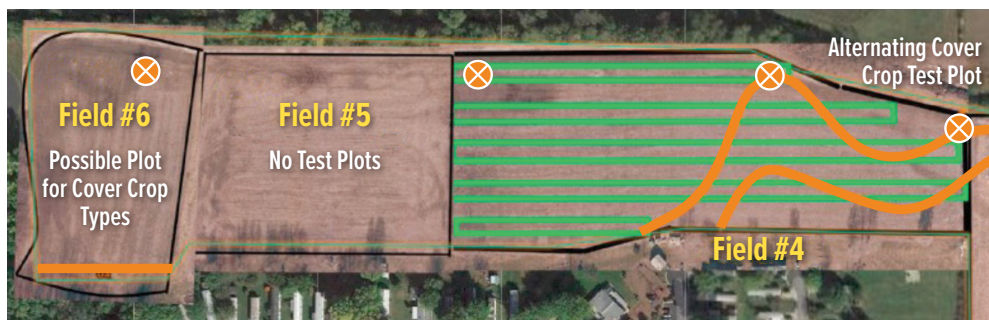 Alternating Cover
Crop Test Plot
Field #6
Possible Plot
for Cover Crop
Types
Field #5
No Test Plots
Field #4